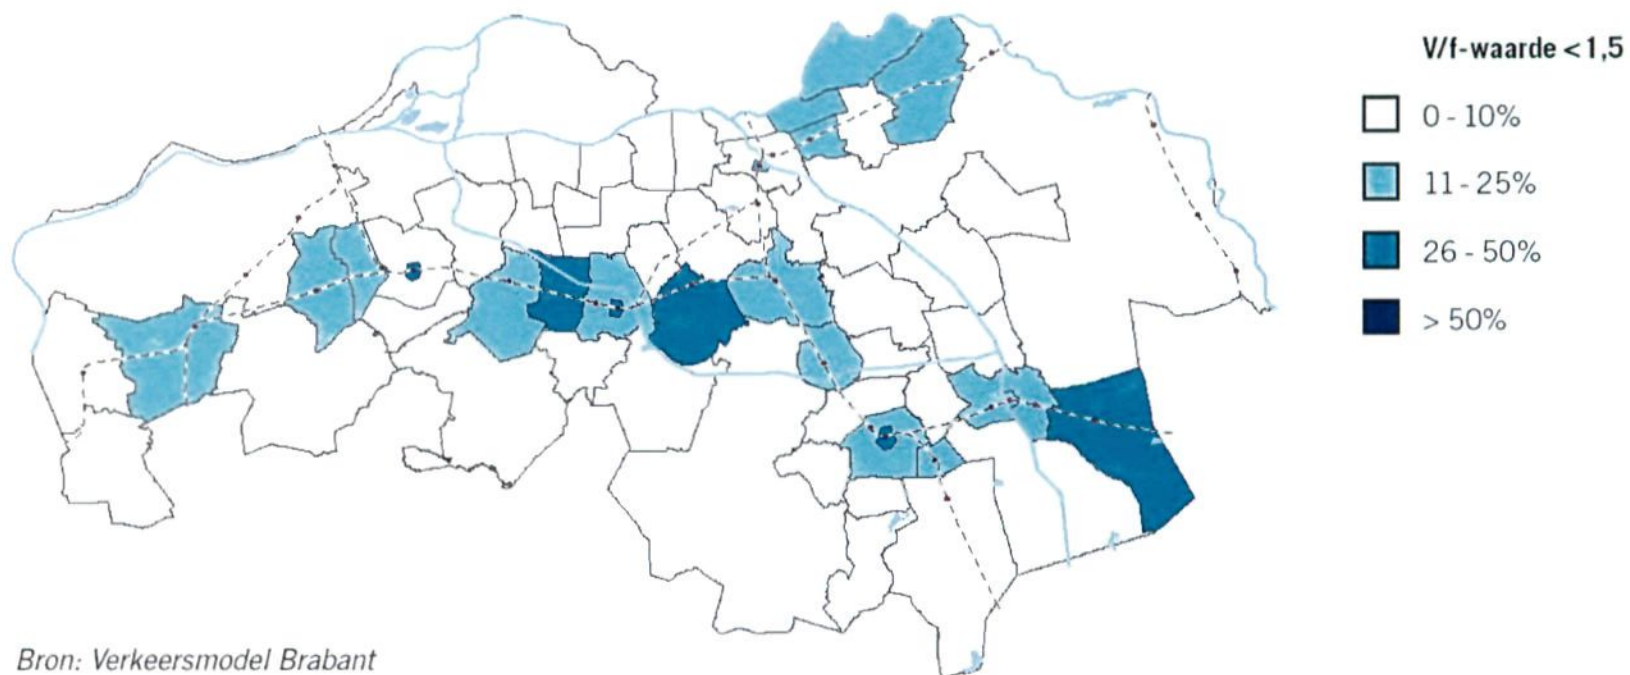 V/f-waarde < 1,5
0 - 10%
11 - 25%
26 - 50%
> 50%
Bron: Verkeersmodel Brabant